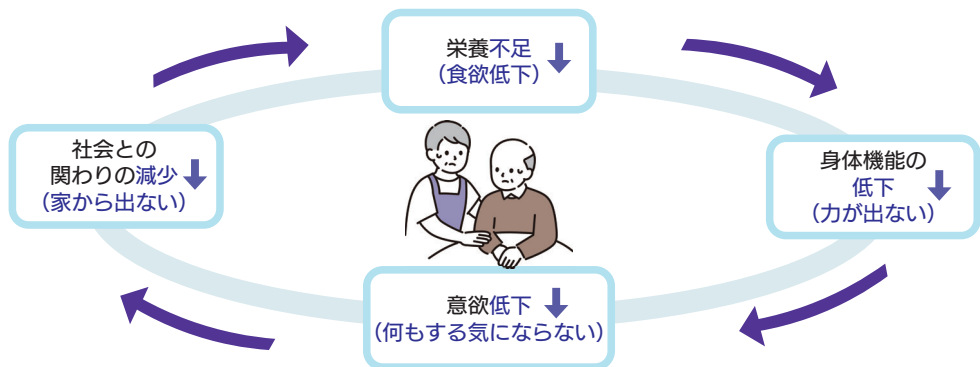 栄養不足
（食欲低下）
身体機能の
低下
（力が出ない）
意欲低下
（何もする気にならない）
社会との
関わりの減少
（家から出ない）